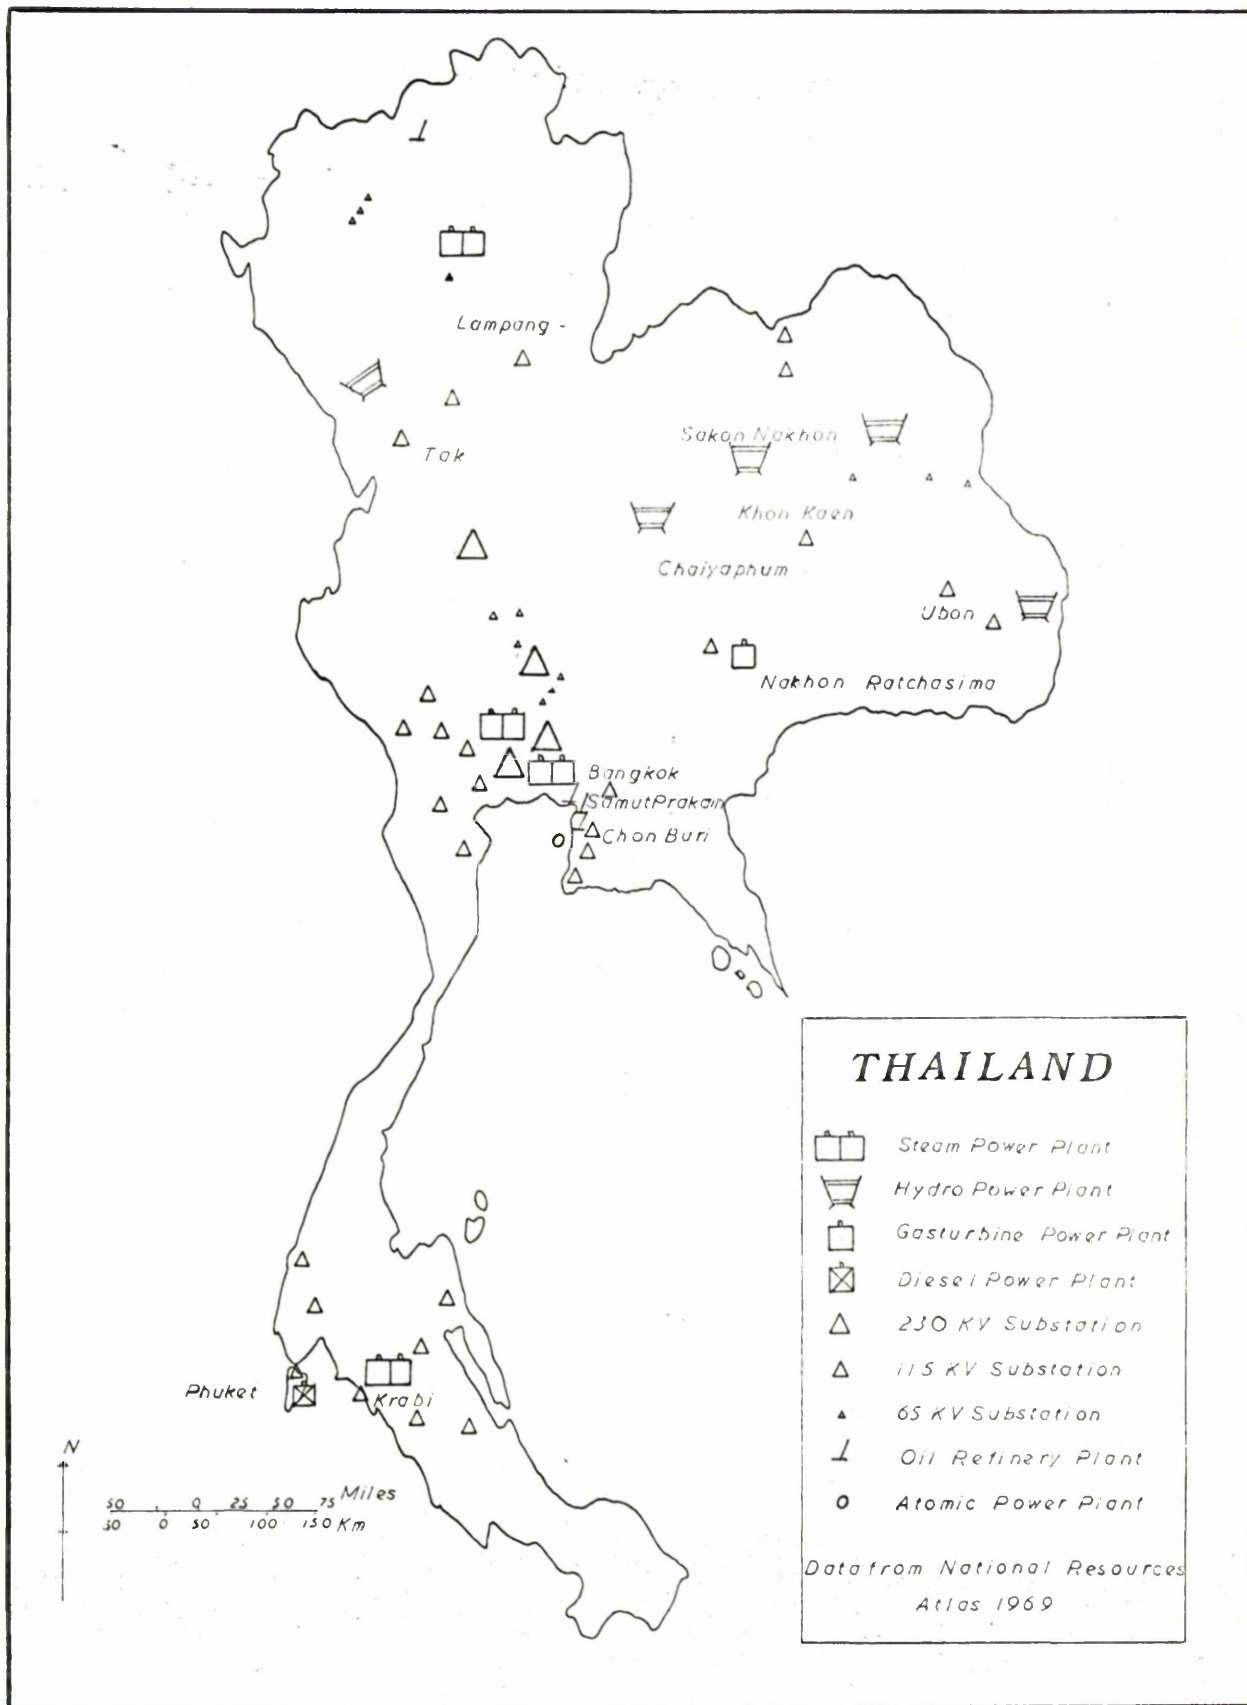 Lampang -
Tak
Sakon Nakhon
Khon Kaen
Chaiyaphum
Ubon
Nakhon Ratchasima
Bangkok
SamutPrakan
Chon Buri
Phuket
Krabi
N
50 0 25 50 75 Miles
50 0 50 100 150 Km
THAILAND
Steam Power Plant
Hydro Power Plant
Gasturbine Power Plant
Diesel Power Plant
230 KV Substation
115 KV Substation
65 KV Substation
Oil Refinery Plant
Atomic Power Plant
Data from National Resources
Atlas 1969